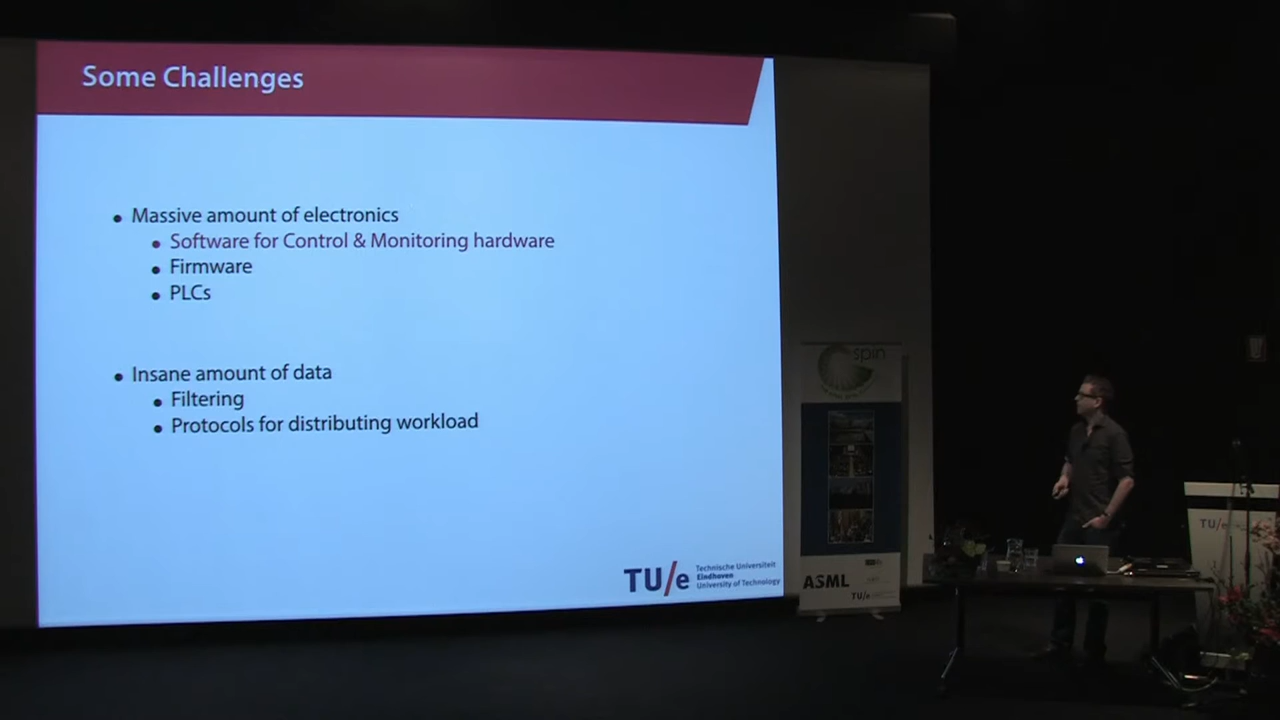 Some Challenges
• Massive amount of electronics
• Software for Control & Monitoring hardware
• Firmware
• PLCs
• Insane amount of data
• Filtering
• Protocols for distributing workload
TU/e Technische Universiteit
Eindhoven
University of Technology
spin
ASML
TU/e
TU/e